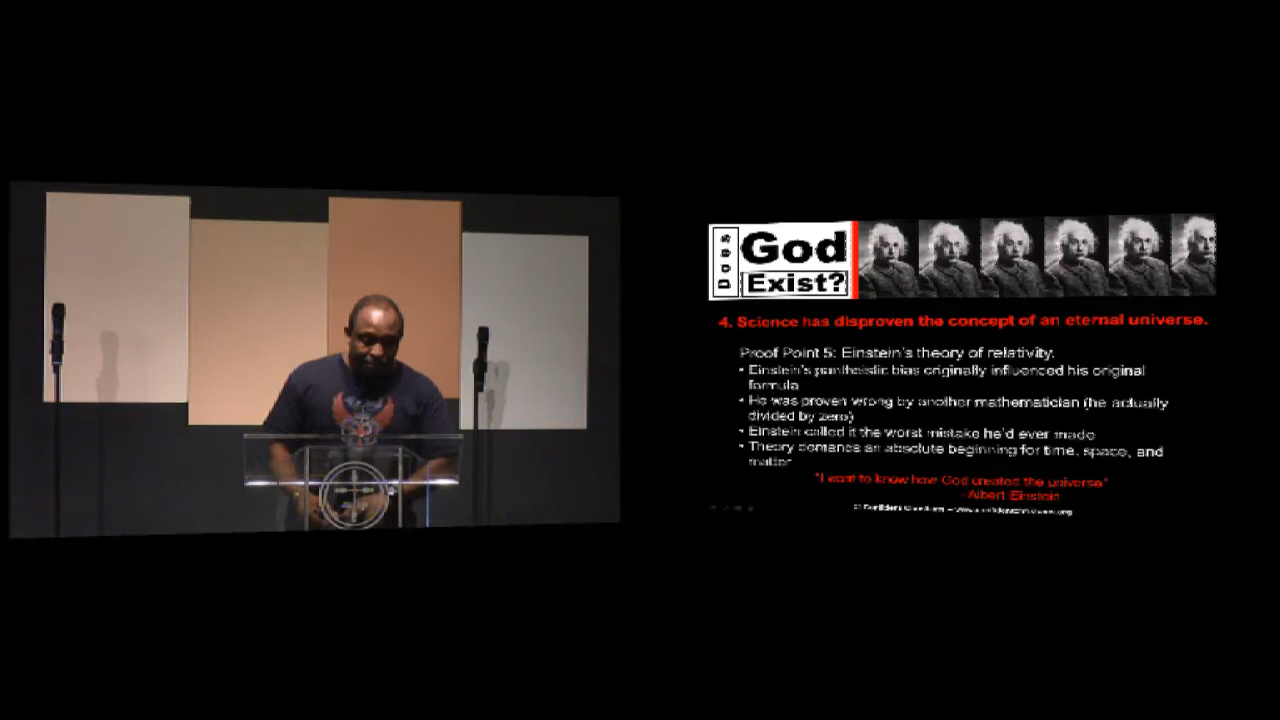 Does
God
Exist?
4. Science has disproven the concept of an eternal universe.
Proof Point 5: Einstein's theory of relativity.
• Einstein's pantheistic bias originally influenced his original
formula
• He was proven wrong by another mathematician (he actually
divided by zero)
• Einstein called it the worst mistake he'd ever made
• Theory demands an absolute beginning for time, space, and
matter
"I want to know how God created the universe"
- Albert Einstein